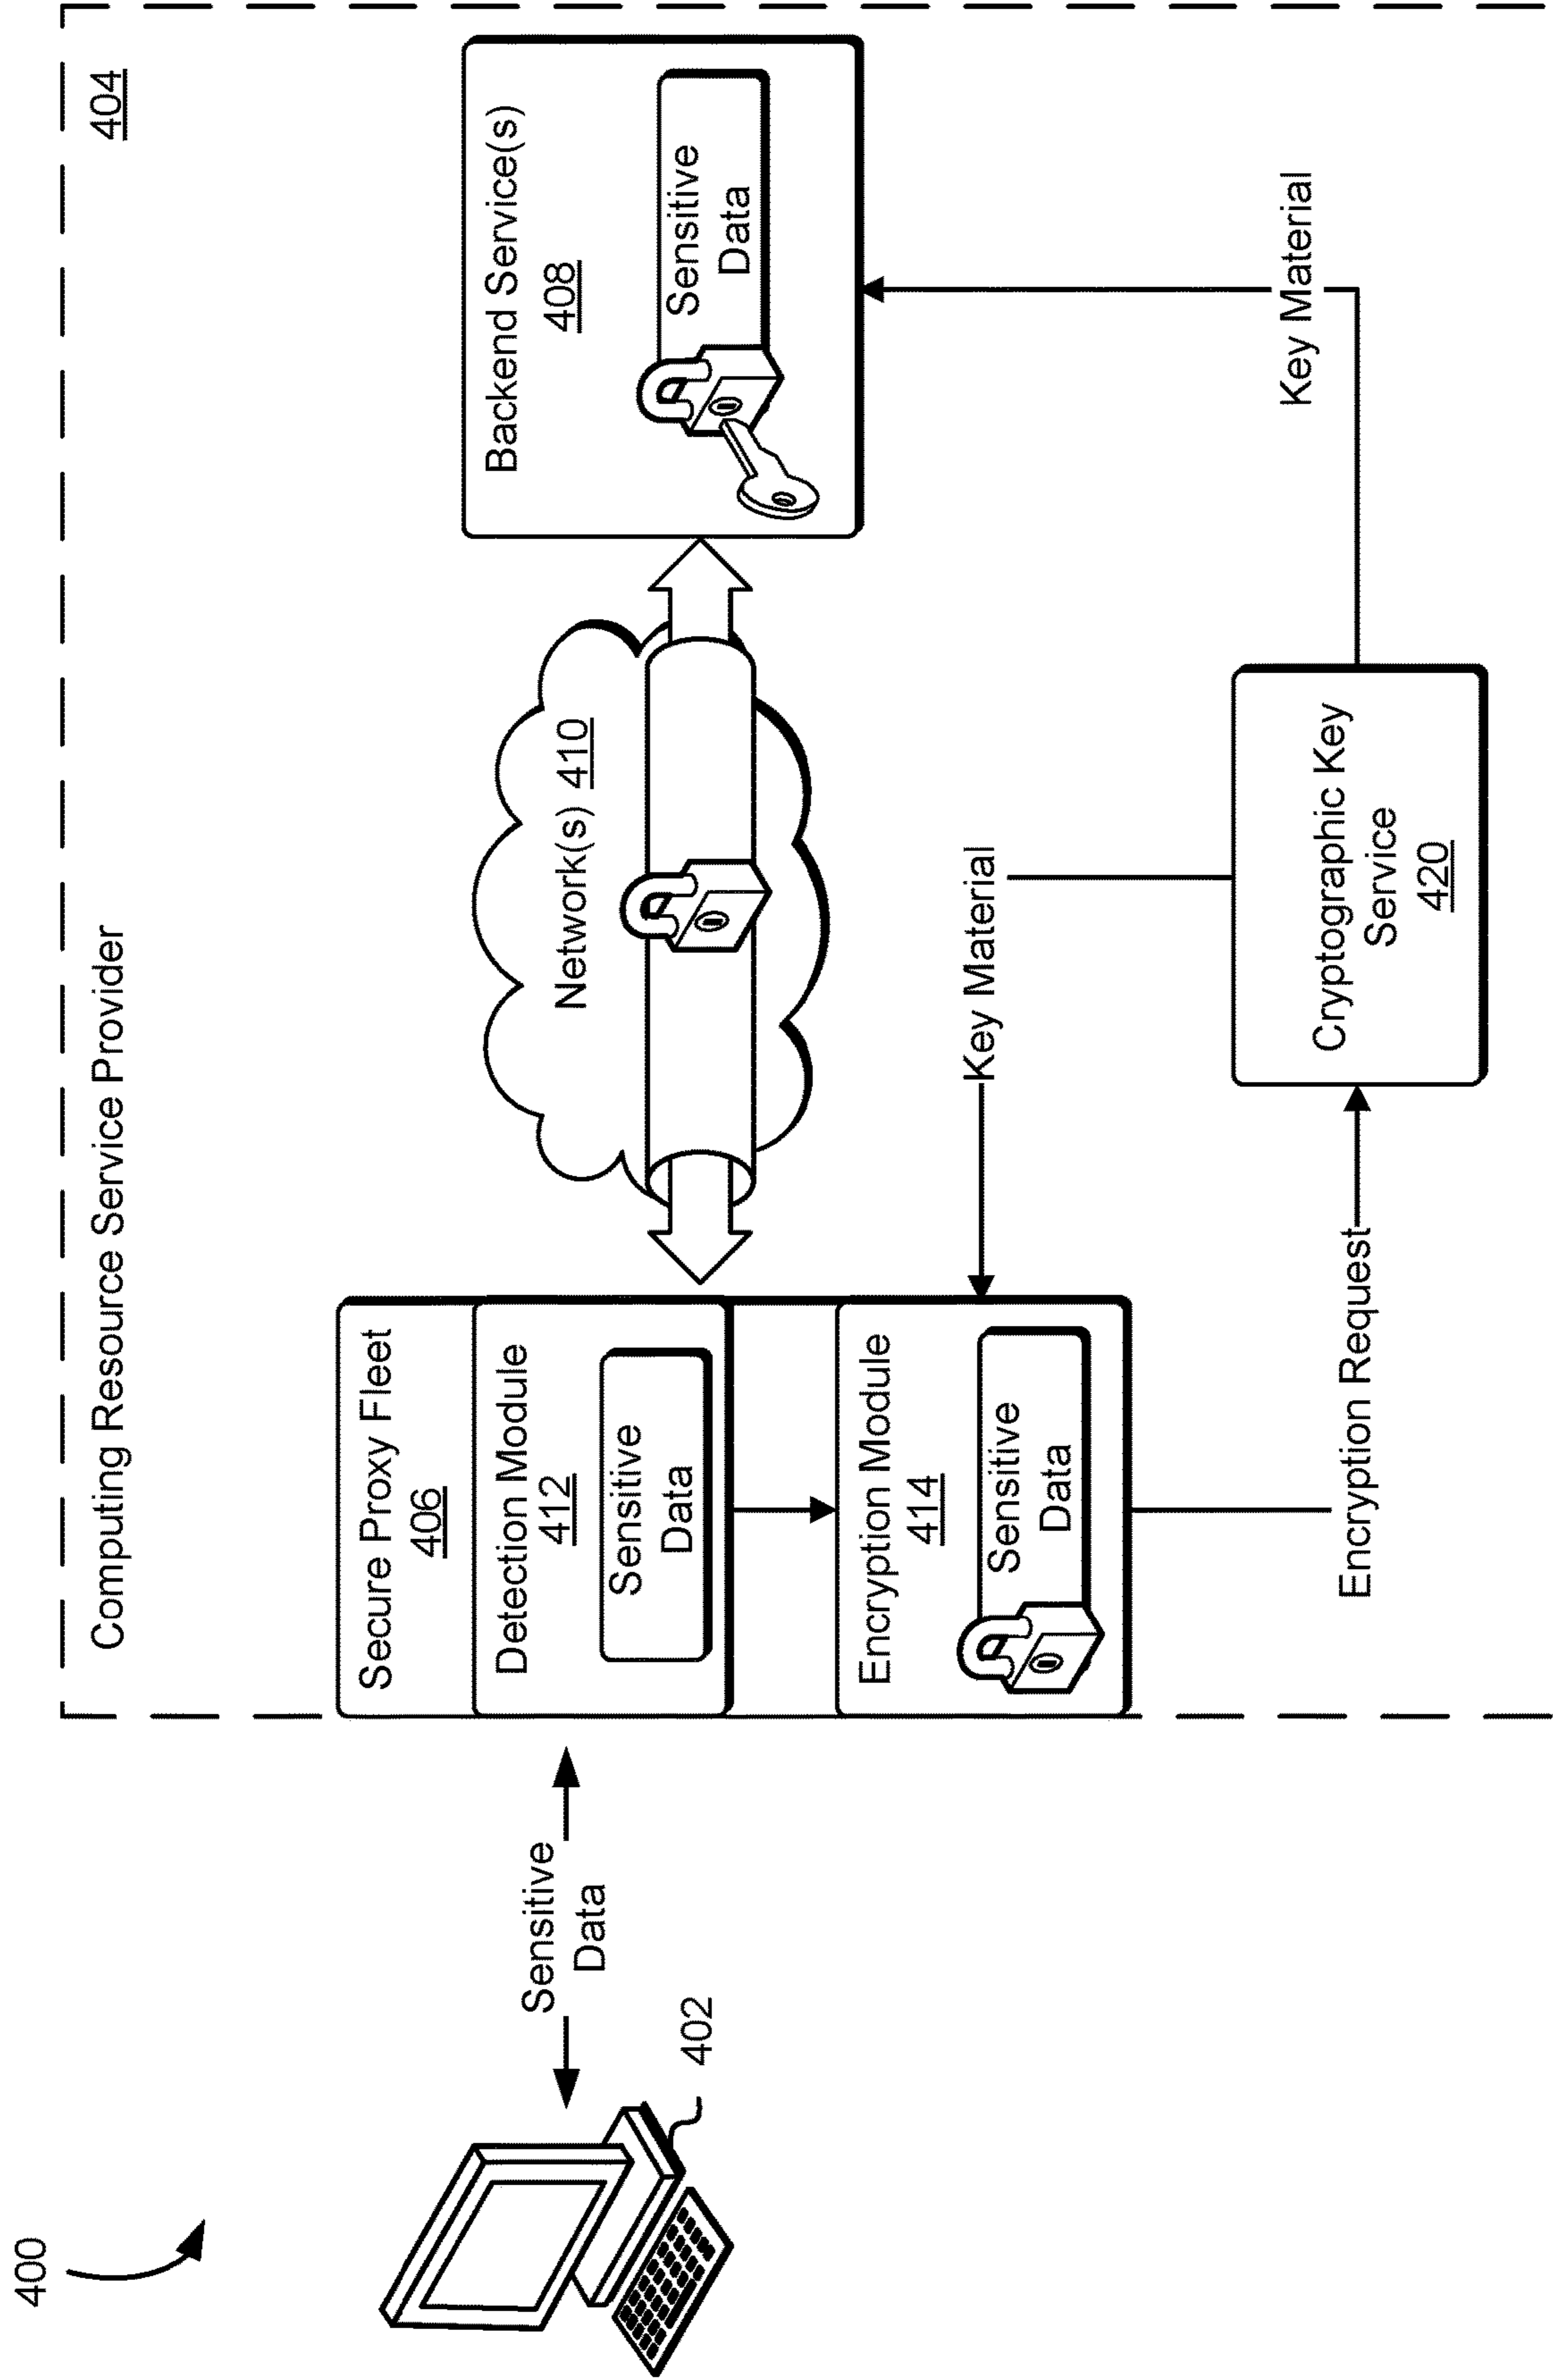 400
402
Sensitive
Data
Computing Resource Service Provider
404
Secure Proxy Fleet
406
Detection Module
412
Sensitive
Data
Encryption Module
414
Sensitive
Data
Network(s) 410
Backend Service(s)
408
Sensitive
Data
Key Material
Key Material
Encryption Request
Cryptographic Key
Service
420